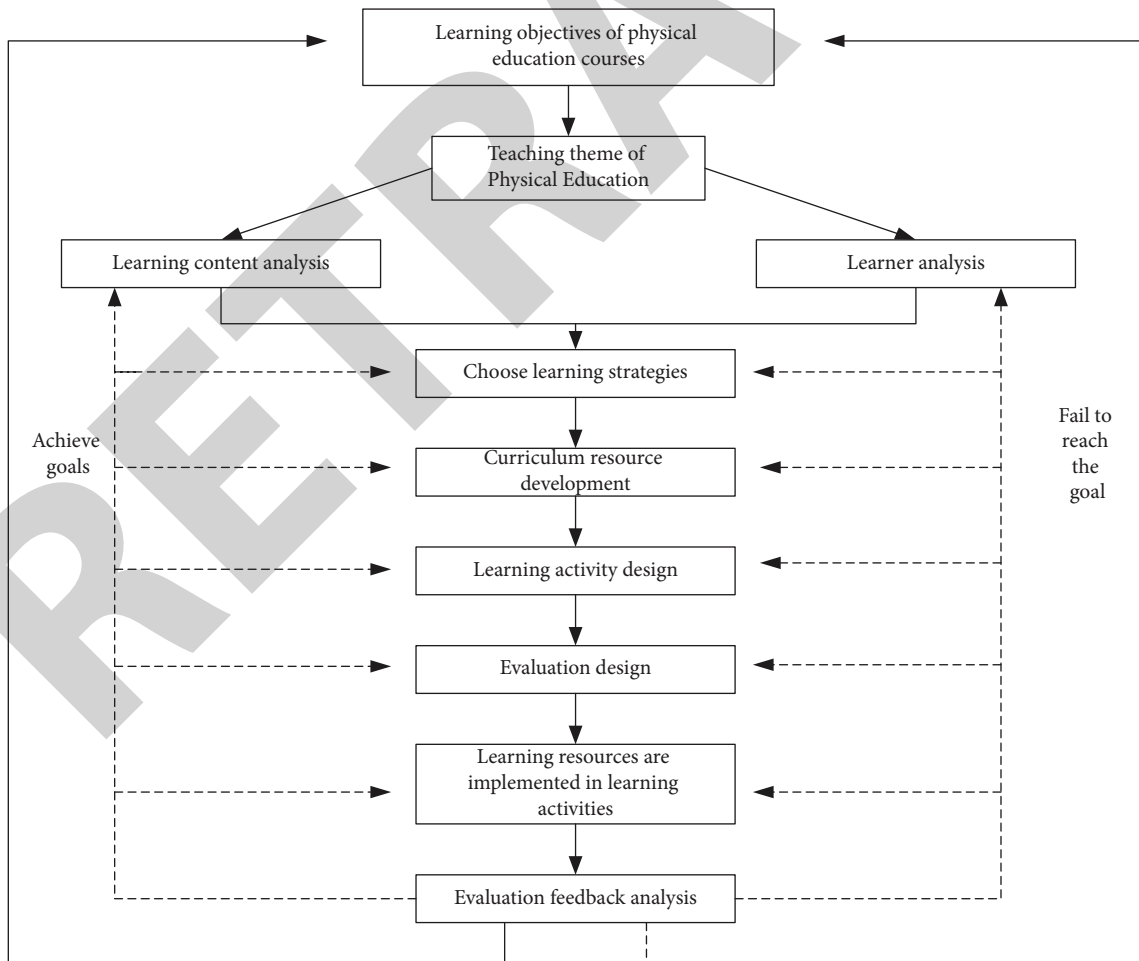 Learning objectives of physical
education courses
Teaching theme of
Physical Education
Learning content analysis
Learner analysis
Choose learning strategies
Achieve
goals
Fail to
reach
the
goal
Curriculum resource
development
Learning activity design
Evaluation design
Learning resources are
implemented in learning
activities
Evaluation feedback analysis
RETRA